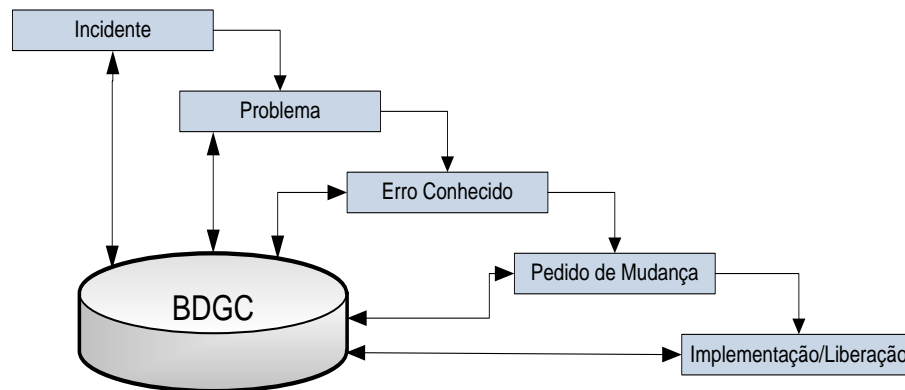 Incidente
Problema
Erro Conhecido
Pedido de Mudança
BDGC
Implementação/Liberação